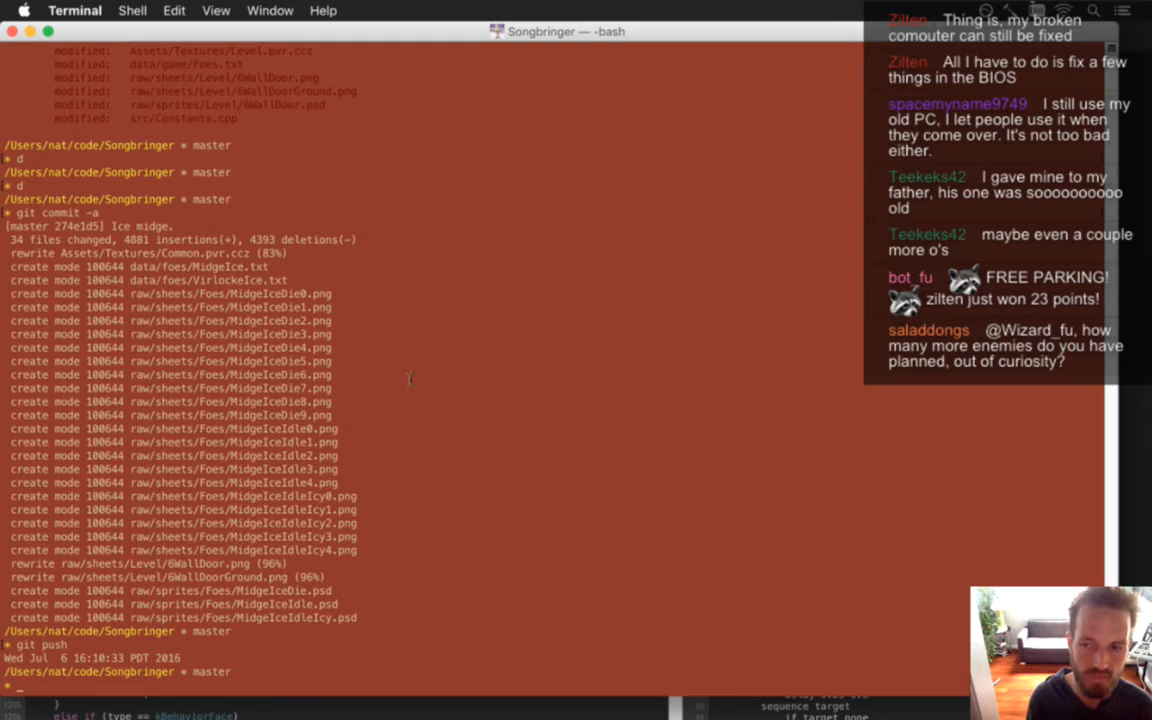 Terminal Shell Edit View Window Help
Songbringer — -bash
modified: Assets/Textures/Level.pvr.ccz
modified: data/game/Foes.txt
modified: raw/sheets/Level/6WallDoor.png
modified: raw/sheets/Level/6WallDoorGround.png
modified: raw/sprites/Level/6WallDoor.psd
modified: src/Constants.cpp
/Users/nat/code/Songbringer * master
* d
/Users/nat/code/Songbringer * master
* d
/Users/nat/code/Songbringer * master
* git commit -a
[master 274e1d5] Ice midge.
34 files changed, 4881 insertions(+), 4393 deletions(-)
rewrite Assets/Textures/Common.pvr.ccz (83%)
create mode 100644 data/foes/MidgeIce.txt
create mode 100644 data/foes/VirlockeIce.txt
create mode 100644 raw/sheets/Foes/MidgeIceDie0.png
create mode 100644 raw/sheets/Foes/MidgeIceDie1.png
create mode 100644 raw/sheets/Foes/MidgeIceDie2.png
create mode 100644 raw/sheets/Foes/MidgeIceDie3.png
create mode 100644 raw/sheets/Foes/MidgeIceDie4.png
create mode 100644 raw/sheets/Foes/MidgeIceDie5.png
create mode 100644 raw/sheets/Foes/MidgeIceDie6.png
create mode 100644 raw/sheets/Foes/MidgeIceDie7.png
create mode 100644 raw/sheets/Foes/MidgeIceDie8.png
create mode 100644 raw/sheets/Foes/MidgeIceDie9.png
create mode 100644 raw/sheets/Foes/MidgeIceIdle0.png
create mode 100644 raw/sheets/Foes/MidgeIceIdle1.png
create mode 100644 raw/sheets/Foes/MidgeIceIdle2.png
create mode 100644 raw/sheets/Foes/MidgeIceIdle3.png
create mode 100644 raw/sheets/Foes/MidgeIceIdle4.png
create mode 100644 raw/sheets/Foes/MidgeIceIdleIcy0.png
create mode 100644 raw/sheets/Foes/MidgeIceIdleIcy1.png
create mode 100644 raw/sheets/Foes/MidgeIceIdleIcy2.png
create mode 100644 raw/sheets/Foes/MidgeIceIdleIcy3.png
create mode 100644 raw/sheets/Foes/MidgeIceIdleIcy4.png
rewrite raw/sheets/Level/6WallDoor.png (96%)
rewrite raw/sheets/Level/6WallDoorGround.png (96%)
create mode 100644 raw/sprites/Foes/MidgeIceDie.psd
create mode 100644 raw/sprites/Foes/MidgeIceIdle.psd
create mode 100644 raw/sprites/Foes/MidgeIceIdleIcy.psd
/Users/nat/code/Songbringer * master
* git push
Wed Jul 6 16:10:33 PDT 2016
/Users/nat/code/Songbringer * master
* _
}
else if (type == kBehaviorFace)
sequence target
if target none
Zilten Thing is, my broken
comouter can still be fixed
Zilten All I have to do is fix a few
things in the BIOS
spacemyname9749 I still use my
old PC, I let people use it when
they come over. It's not too bad
either.
Teekeks42 I gave mine to my
father, his one was soooooooooo
old
Teekeks42 maybe even a couple
more o's
bot_fu FREE PARKING!
zilten just won 23 points!
saladdongs @Wizard_fu, how
many more enemies do you have
planned, out of curiosity?